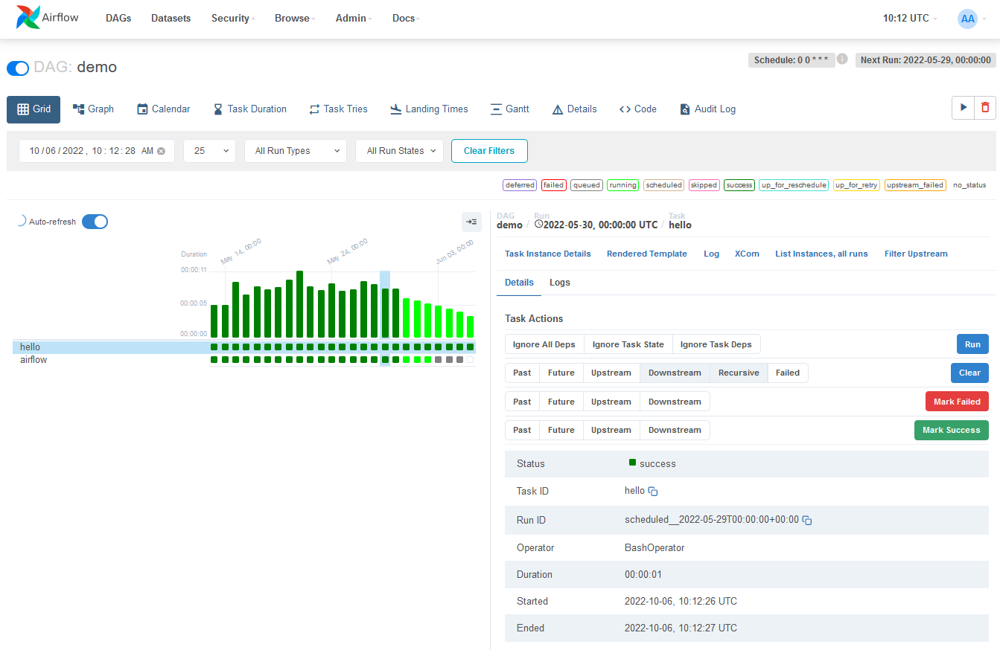 Airflow DAGs Datasets Security Browse Admin Docs 10:12 UTC AA
DAG: demo Schedule: 0 0 * * * Next Run: 2022-05-29, 00:00:00
Grid Graph Calendar Task Duration Task Tries Landing Times Gantt Details Code Audit Log
10/06/2022, 10:12:28 AM 25 All Run Types All Run States Clear Filters
deferred failed queued running scheduled skipped success up_for_reschedule up_for_retry upstream_failed no_status
Auto-refresh
Duration May 14, 00:00 May 24, 00:00 Jun 03, 00:00
00:00:11
00:00:05
00:00:00
hello
airflow
DAG Run Task
demo / 2022-05-30, 00:00:00 UTC / hello
Task Instance Details Rendered Template Log XCom List Instances, all runs Filter Upstream
Details Logs
Task Actions
Ignore All Deps Ignore Task State Ignore Task Deps Run
Past Future Upstream Downstream Recursive Failed Clear
Past Future Upstream Downstream Mark Failed
Past Future Upstream Downstream Mark Success
Status success
Task ID hello
Run ID scheduled__2022-05-29T00:00:00+00:00
Operator BashOperator
Duration 00:00:01
Started 2022-10-06, 10:12:26 UTC
Ended 2022-10-06, 10:12:27 UTC